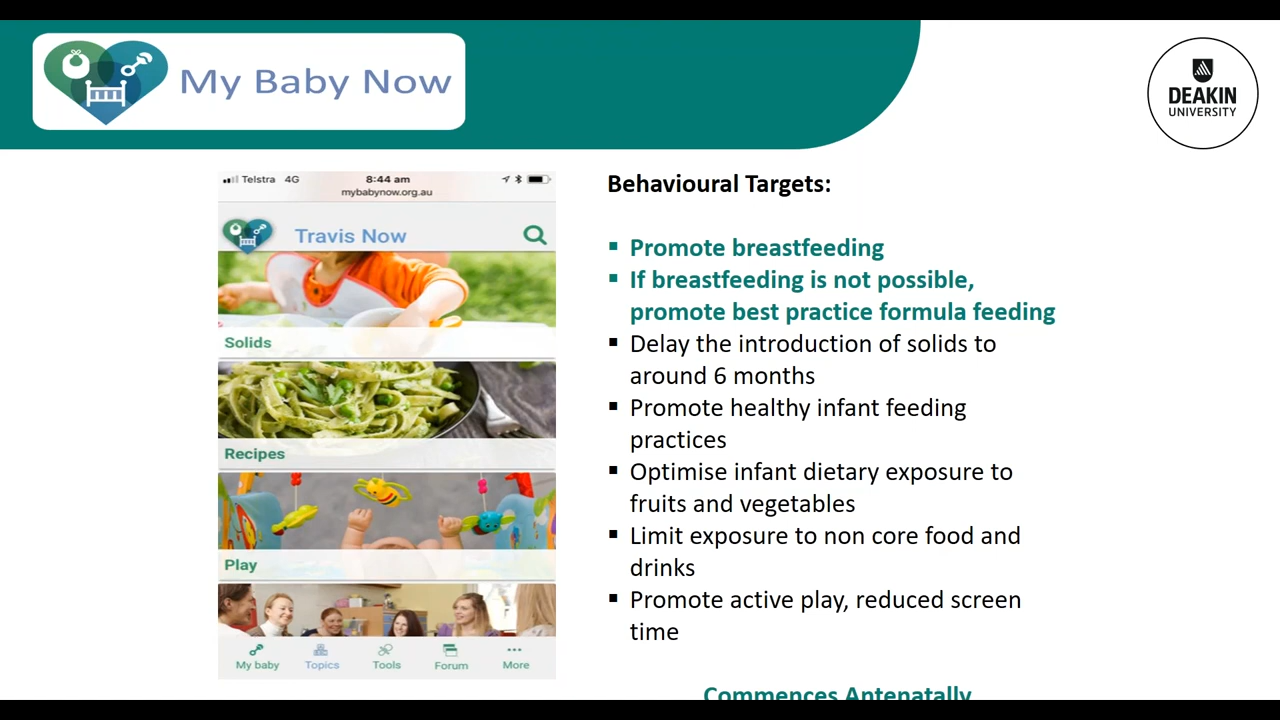 My Baby Now
DEAKIN
UNIVERSITY
Telstra 4G 8:44 am
mybabynow.org.au
Travis Now
Solids
Recipes
Play
My baby Topics Tools Forum More
Behavioural Targets:
▪ Promote breastfeeding
▪ If breastfeeding is not possible,
promote best practice formula feeding
▪ Delay the introduction of solids to
around 6 months
▪ Promote healthy infant feeding
practices
▪ Optimise infant dietary exposure to
fruits and vegetables
▪ Limit exposure to non core food and
drinks
▪ Promote active play, reduced screen
time
Commences Antenatally